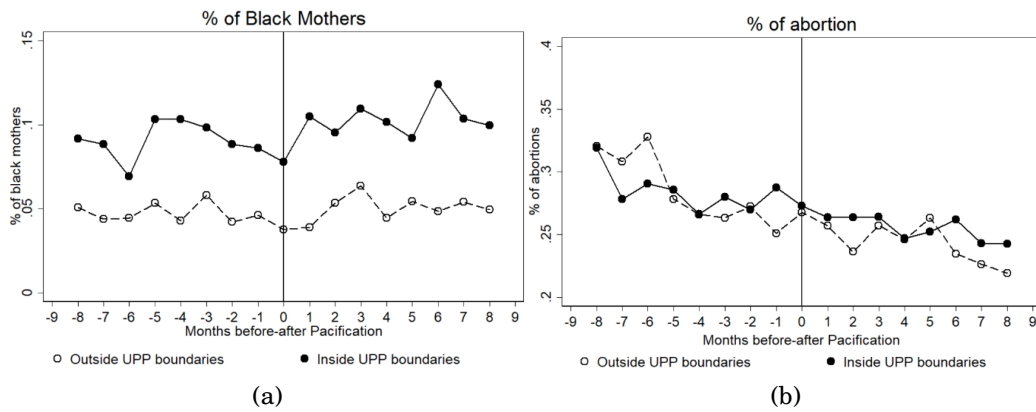 % of Black Mothers
% of black mothers
.15
.1
.05
0
-9 -8 -7 -6 -5 -4 -3 -2 -1 0 1 2 3 4 5 6 7 8 9
Months before-after Pacification
Outside UPP boundaries Inside UPP boundaries
(a)
% of abortion
% of abortions
.4
.35
.3
.25
.2
-9 -8 -7 -6 -5 -4 -3 -2 -1 0 1 2 3 4 5 6 7 8 9
Months before-after Pacification
Outside UPP boundaries Inside UPP boundaries
(b)